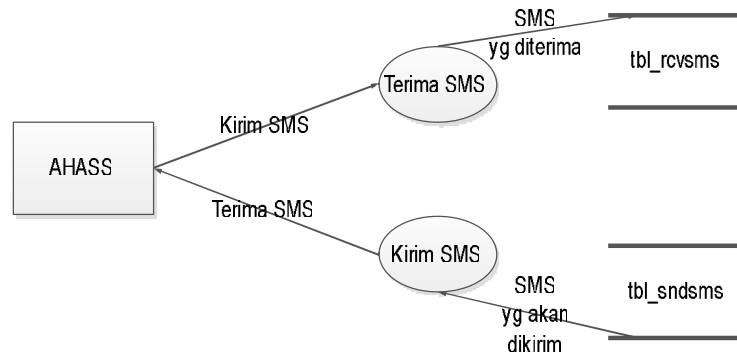 SMS
yg diterima
tbl_rcvsms
Terima SMS
Kirim SMS
AHASS
Terima SMS
Kirim SMS
SMS
yg akan
dikirim
tbl_sndsms